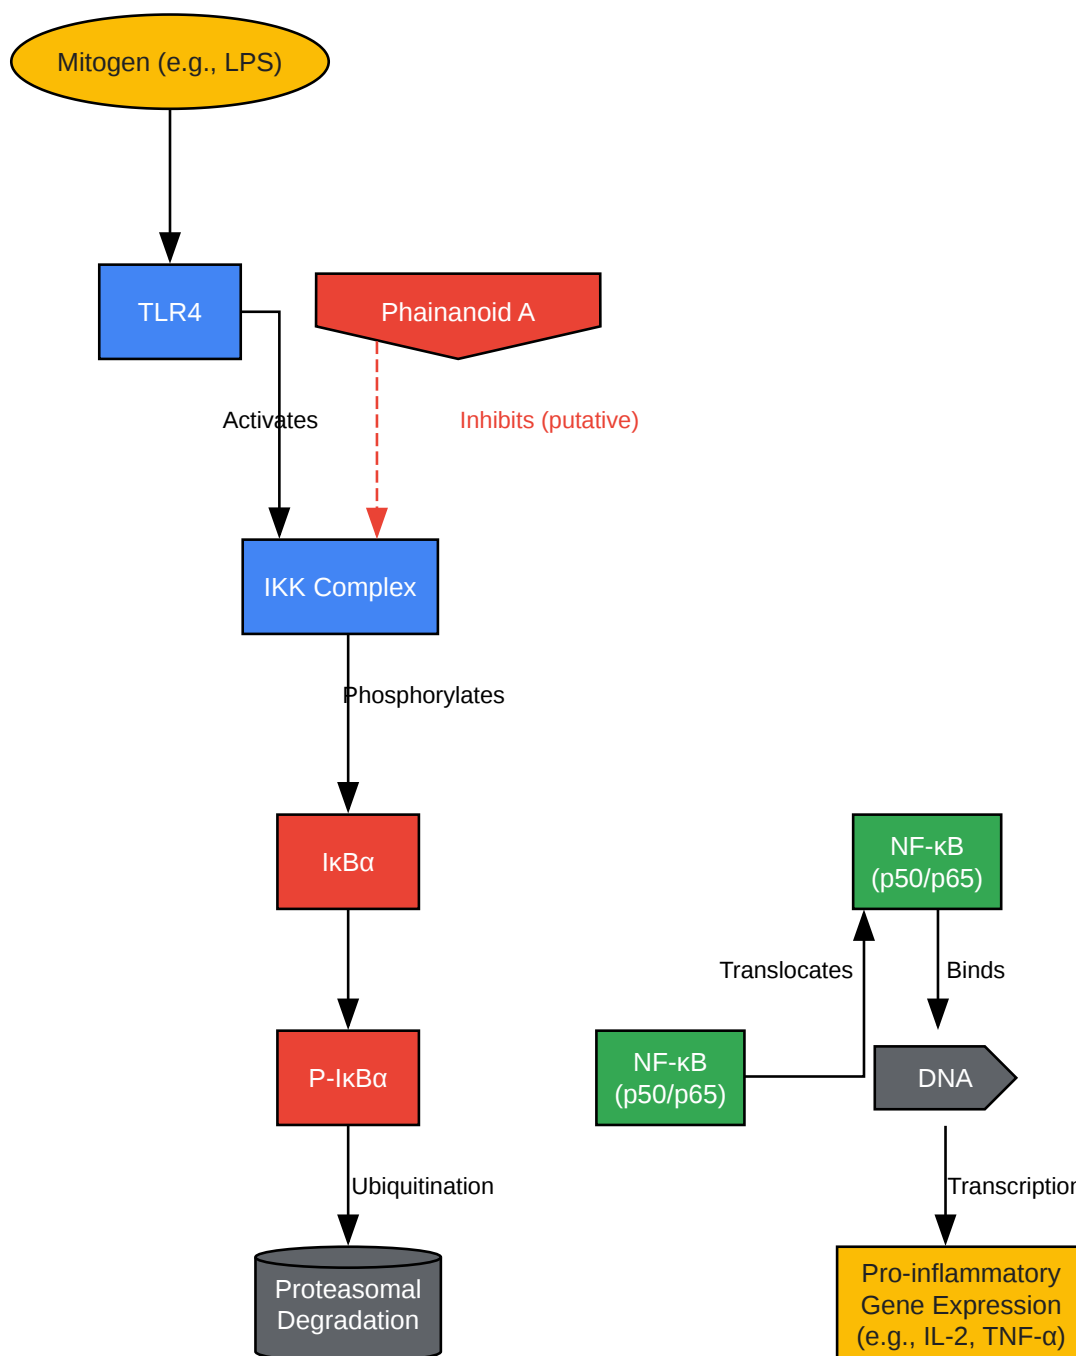 Mitogen (e.g., LPS)
TLR4
Phainanoid A
Activates
Inhibits (putative)
IKK Complex
Phosphorylates
IκBα
NF-κB
(p50/p65)
Translocates
Binds
P-IκBα
NF-κB
(p50/p65)
DNA
Ubiquitination
Transcription
Proteasomal
Degradation
Pro-inflammatory
Gene Expression
(e.g., IL-2, TNF-α)